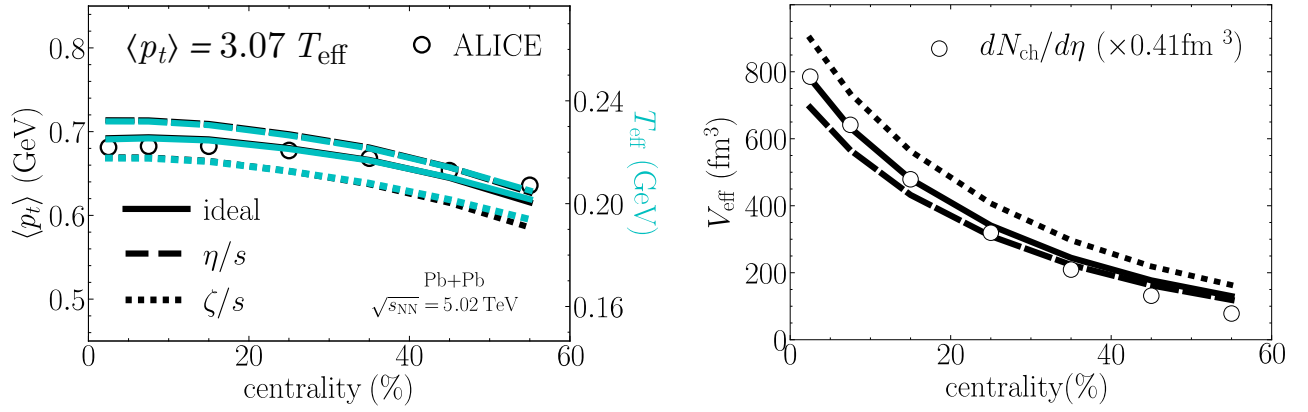 ⟨p_t⟩ = 3.07 T_eff
ALICE
0.8
0.7
0.6
0.5
⟨p_t⟩ (GeV)
0.24
0.20
0.16
T_eff (GeV)
ideal
η/s
ζ/s
Pb+Pb
√s_NN = 5.02 TeV
0 20 40 60
centrality (%)
dN_ch/dη (×0.41fm ³)
800
600
400
200
0
V_eff (fm³)
0 20 40 60
centrality(%)